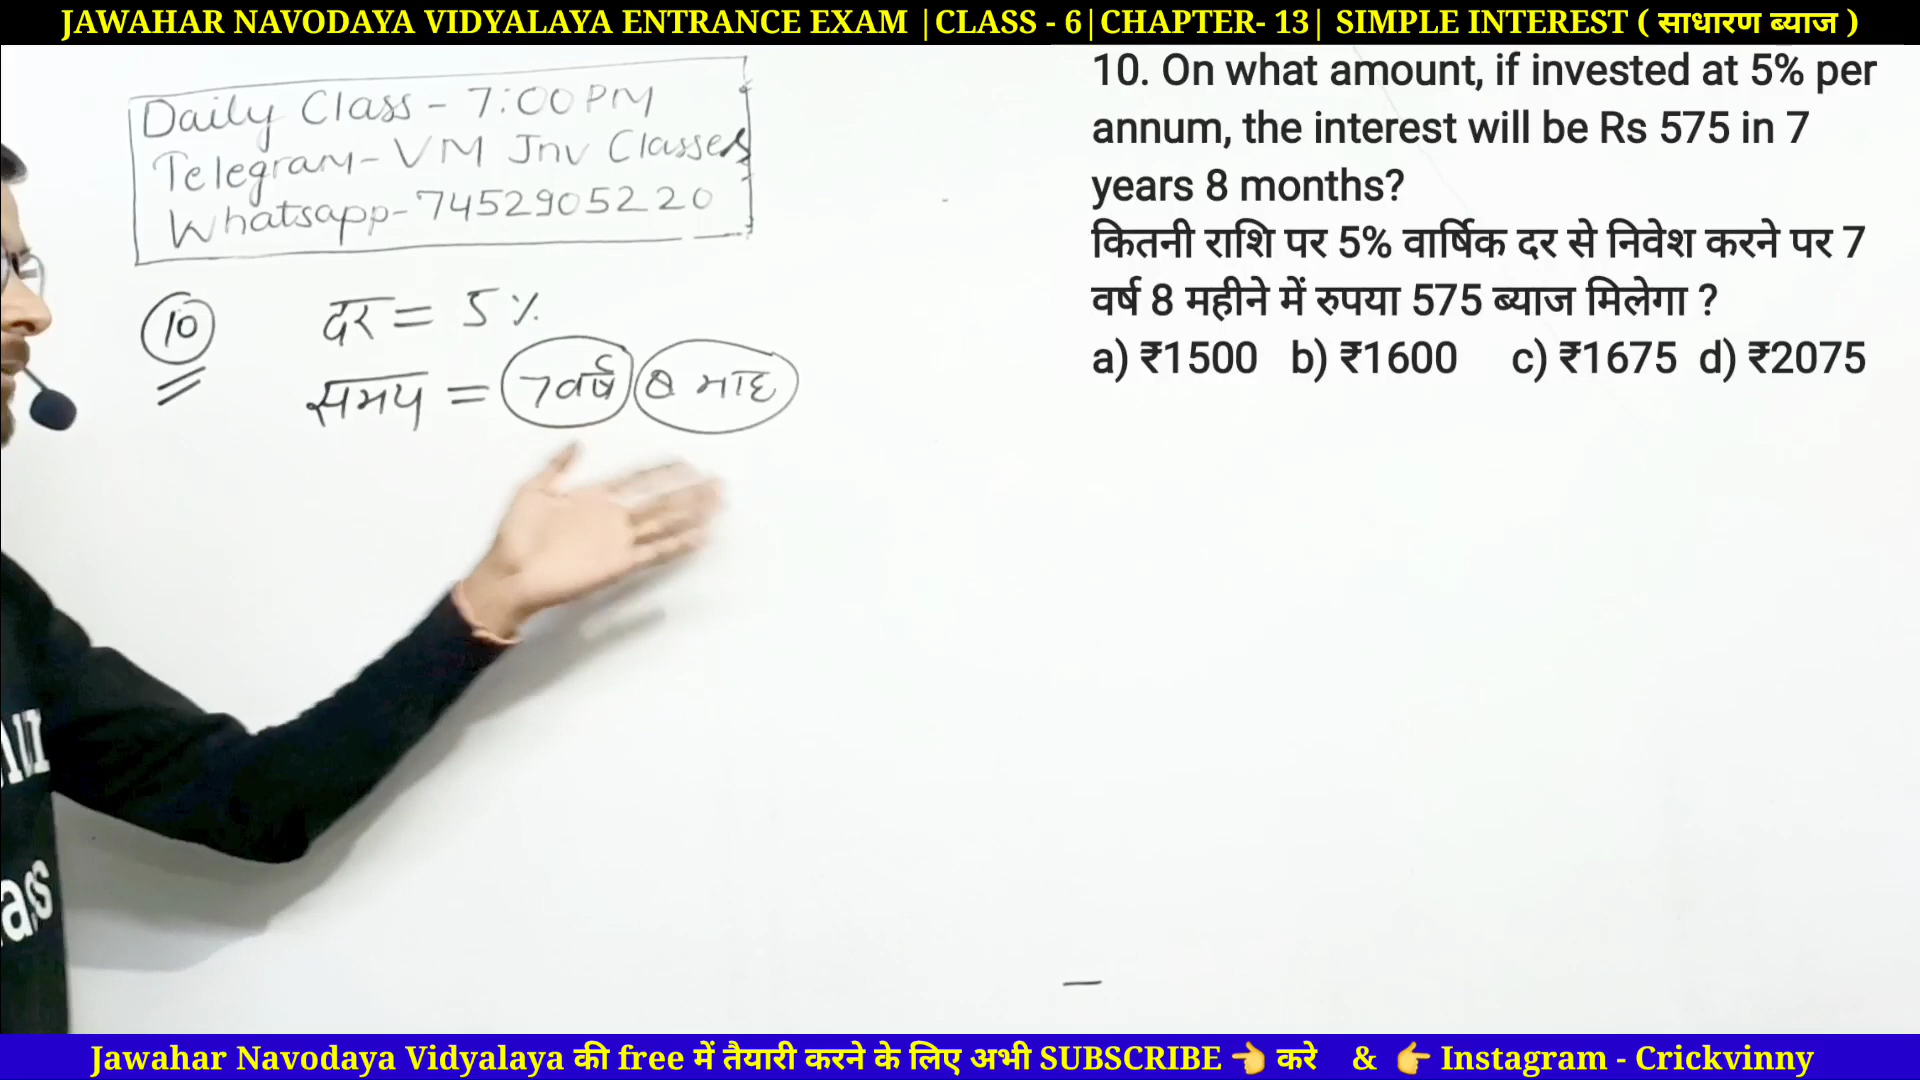 JAWAHAR NAVODAYA VIDYALAYA ENTRANCE EXAM |CLASS - 6|CHAPTER- 13| SIMPLE INTEREST ( साधारण ब्याज )
Daily Class - 7:00 PM
Telegram- VM Jnv Classes
Whatsapp- 7452905220
10 दर = 5 %
समय = 7 वर्ष 8 माह
10. On what amount, if invested at 5% per
annum, the interest will be Rs 575 in 7
years 8 months?
कितनी राशि पर 5% वार्षिक दर से निवेश करने पर 7
वर्ष 8 महीने में रुपया 575 ब्याज मिलेगा ?
a) ₹1500 b) ₹1600 c) ₹1675 d) ₹2075
Jawahar Navodaya Vidyalaya की free में तैयारी करने के लिए अभी SUBSCRIBE 👈 करे & 👉 Instagram - Crickvinny